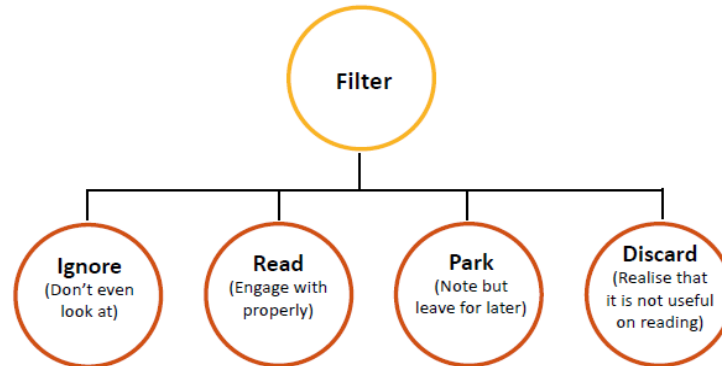 Filter
Ignore
(Don't even
look at)
Read
(Engage with
properly)
Park
(Note but
leave for later)
Discard
(Realise that
it is not useful
on reading)